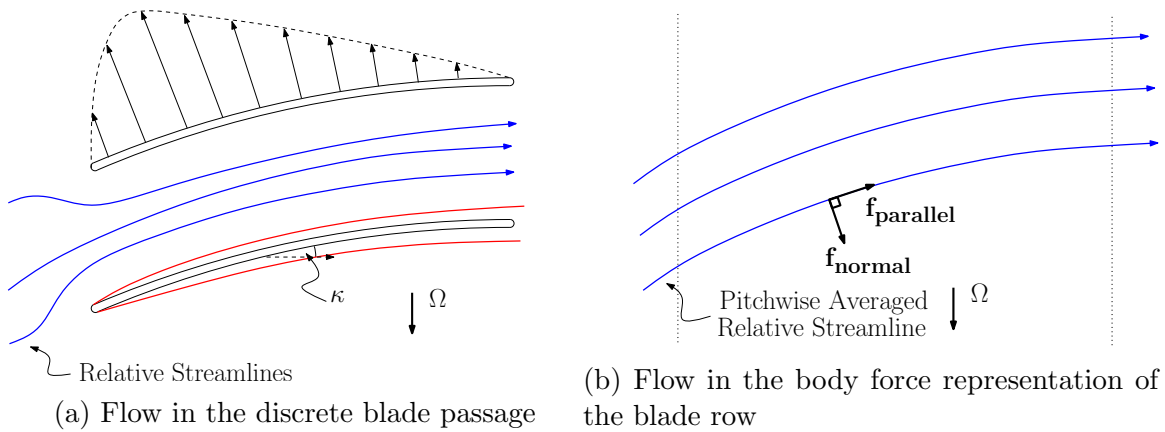 κ
Ω
Relative Streamlines
(a) Flow in the discrete blade passage
f_parallel
f_normal
Pitchwise Averaged
Relative Streamline
Ω
(b) Flow in the body force representation of
the blade row